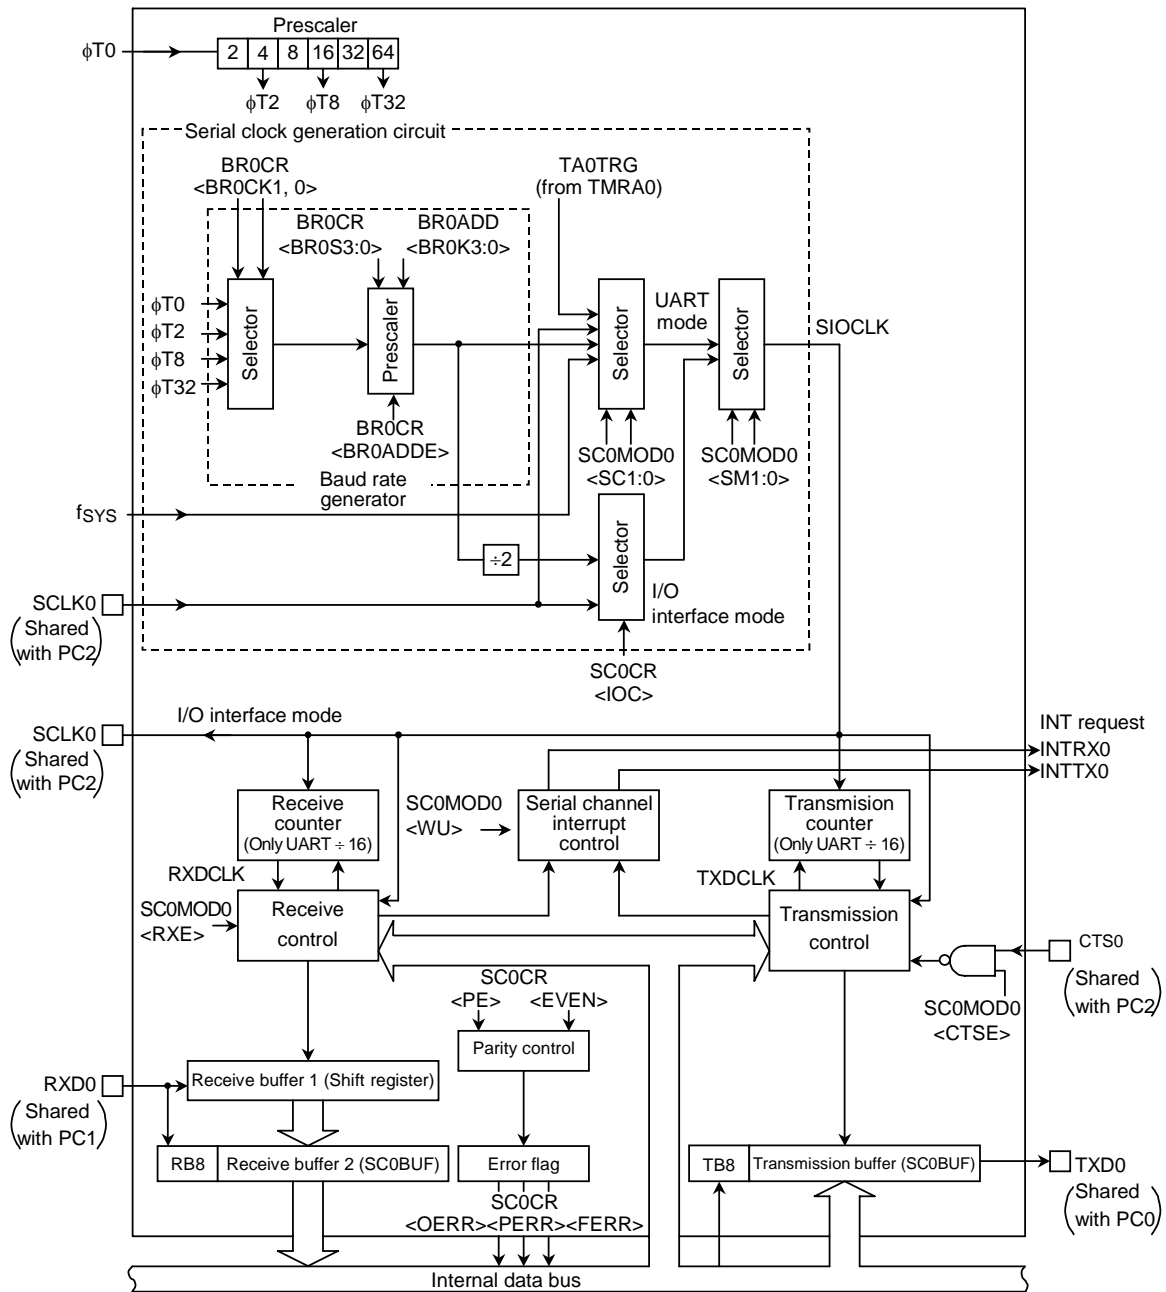 Prescaler
ϕT0
2 4 8 16 32 64
ϕT2 ϕT8 ϕT32
Serial clock generation circuit
BR0CR
<BR0CK1, 0>
TA0TRG
(from TMRA0)
BR0CR
<BR0S3:0>
BR0ADD
<BR0K3:0>
ϕT0
ϕT2
ϕT8
ϕT32
Selector
Prescaler
BR0CR
<BR0ADDE>
Baud rate
generator
Selector
UART
mode
Selector
SIOCLK
SC0MOD0
<SC1:0>
SC0MOD0
<SM1:0>
fSYS
÷2
Selector
I/O
interface mode
SCLK0
(Shared
with PC2)
SC0CR
<IOC>
I/O interface mode
SCLK0
(Shared
with PC2)
INT request
INTRX0
INTTX0
Receive
counter
(Only UART ÷ 16)
SC0MOD0
<WU>
Serial channel
interrupt
control
Transmision
counter
(Only UART ÷ 16)
RXDCLK
TXDCLK
SC0MOD0
<RXE>
Receive
control
Transmission
control
CTS0
(Shared
with PC2)
SC0MOD0
<CTSE>
SC0CR
<PE> <EVEN>
Parity control
RXD0
(Shared
with PC1)
Receive buffer 1 (Shift register)
RB8
Receive buffer 2 (SC0BUF)
Error flag
SC0CR
<OERR><PERR><FERR>
TB8
Transmission buffer (SC0BUF)
TXD0
(Shared
with PC0)
Internal data bus